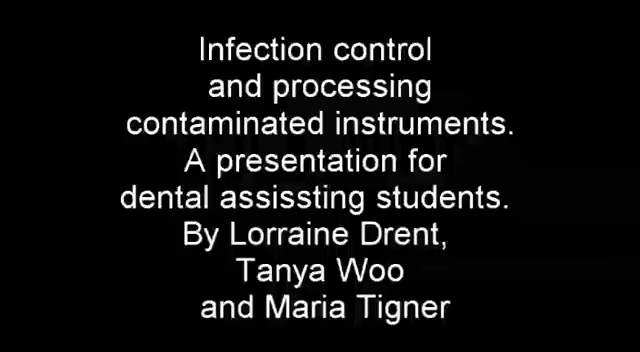 Infection control
and processing
contaminated instruments.
A presentation for
dental assissting students.
By Lorraine Drent,
Tanya Woo
and Maria Tigner